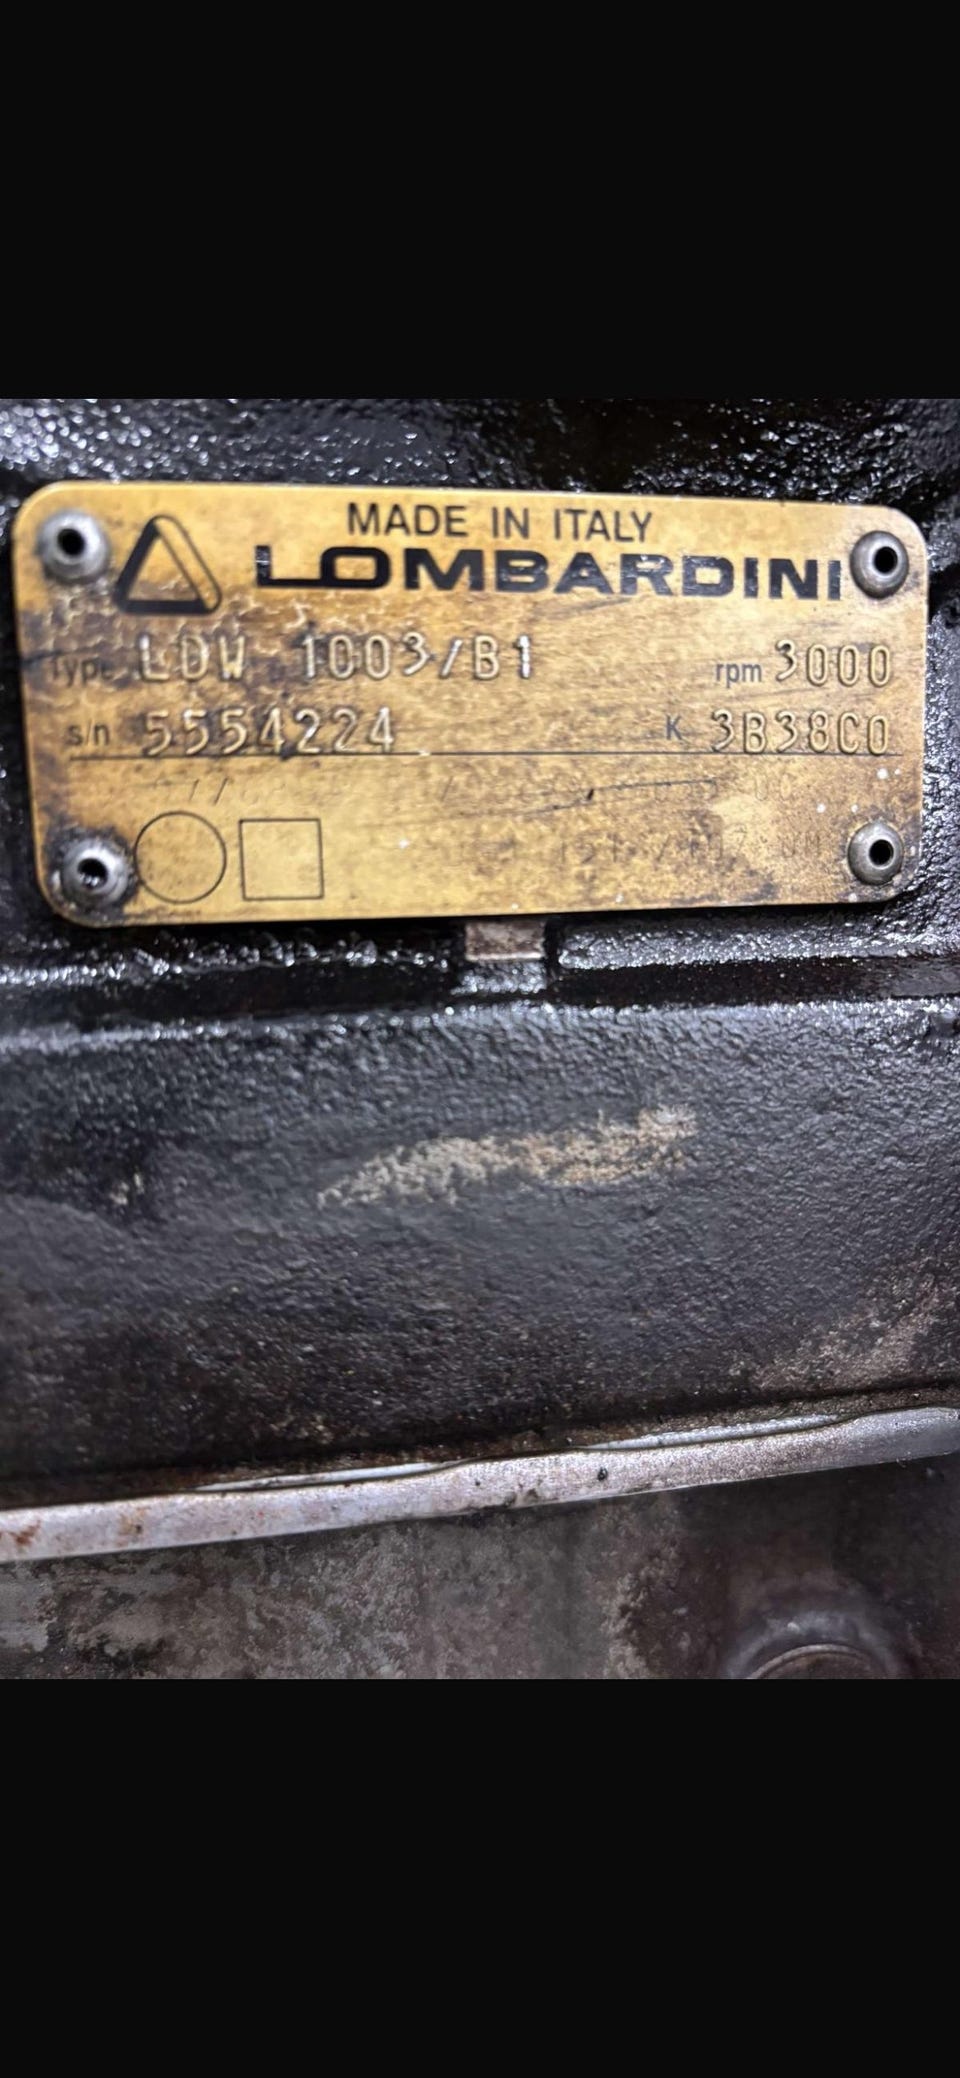 MADE IN ITALY
LOMBARDINI
Type LDW 1003/B1 rpm 3000
s/n 5554224 K 3B38C0